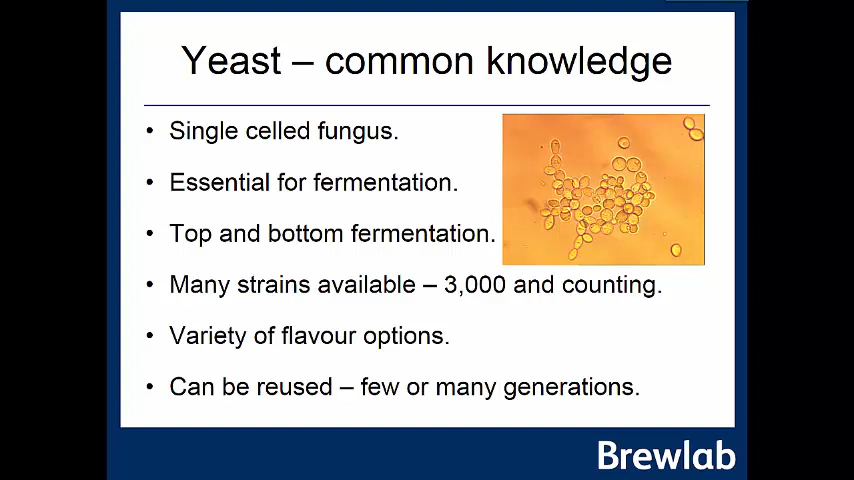 Yeast – common knowledge
• Single celled fungus.
• Essential for fermentation.
• Top and bottom fermentation.
• Many strains available – 3,000 and counting.
• Variety of flavour options.
• Can be reused – few or many generations.
Brewlab